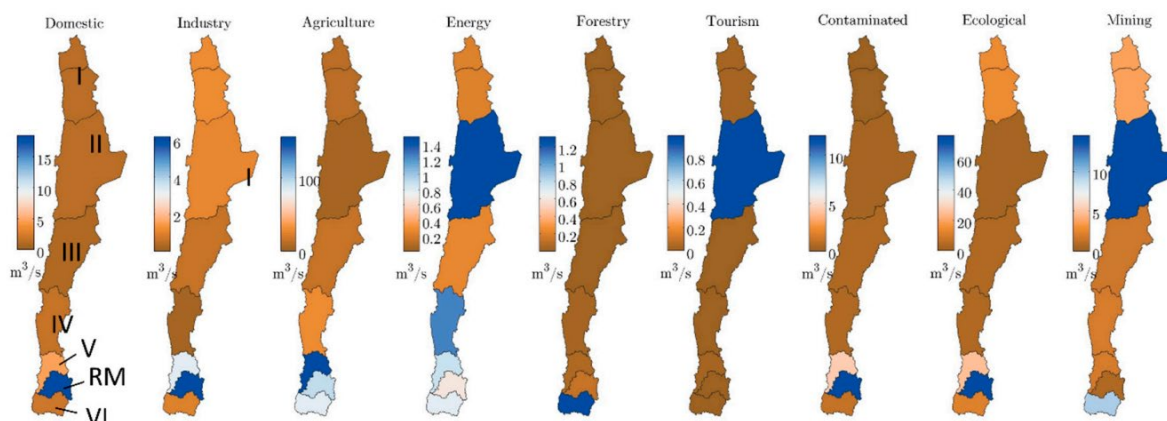 Domestic Industry Agriculture Energy Forestry Tourism Contaminated Ecological Mining
I
II
I
III
IV
V
RM
VI
15
10
5
0
m³/s
6
4
2
m³/s
100
0
m³/s
1.4
1.2
1
0.8
0.6
0.4
0.2
m³/s
1.2
1
0.8
0.6
0.4
0.2
m³/s
0.8
0.6
0.4
0.2
0
m³/s
10
5
0
m³/s
60
40
20
0
m³/s
10
5
0
m³/s